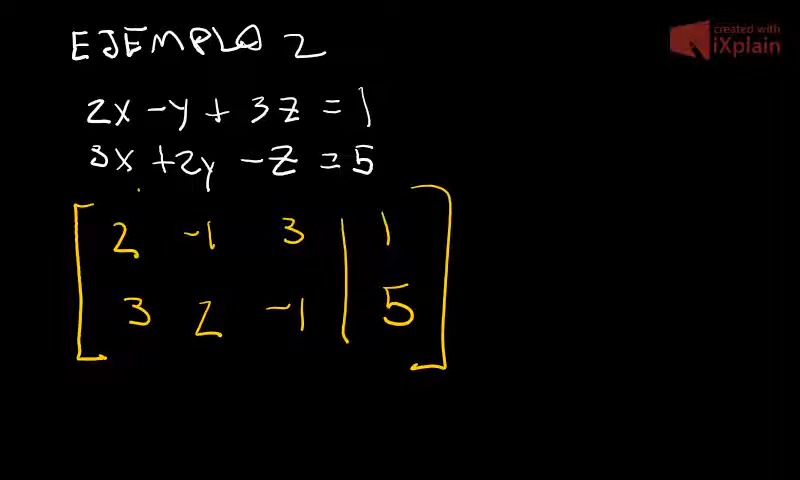 EJEMPLO 2
created with
iXplain
2x - y + 3z = 1
3x + 2y - z = 5
2 -1 3 | 1
3 2 -1 | 5